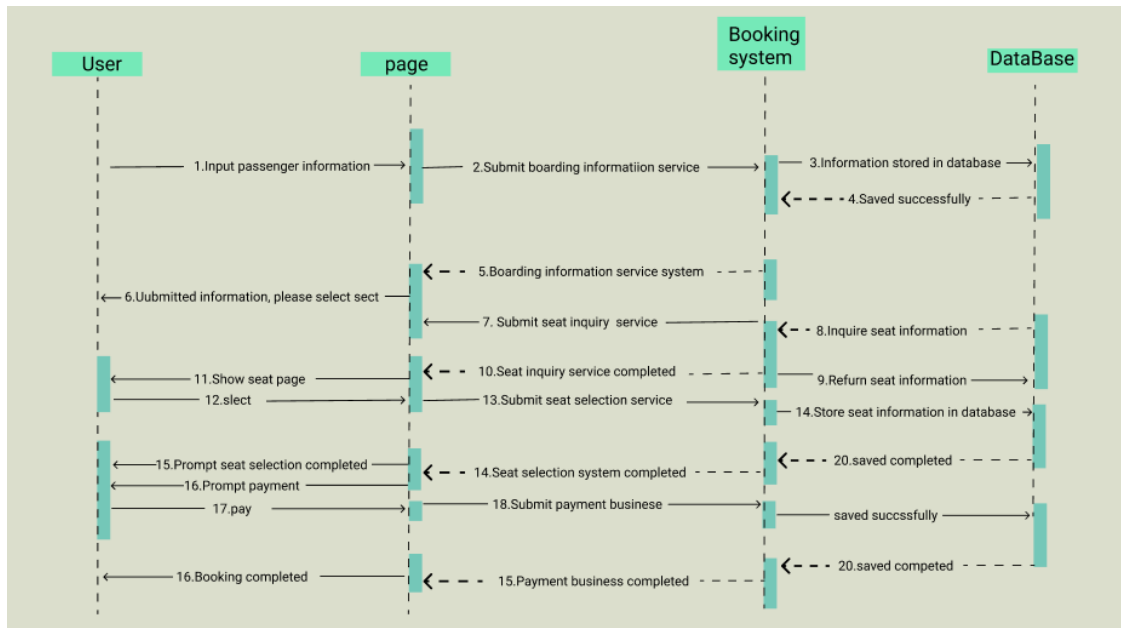 User
page
Booking
system
DataBase
1.Input passenger information
2.Submit boarding informatiion service
3.Information stored in database
4.Saved successfully
5.Boarding information service system
6.Uubmitted information, please select sect
7. Submit seat inquiry service
8.Inquire seat information
10.Seat inquiry service completed
11.Show seat page
9.Refurn seat information
12.slect
13.Submit seat selection service
14.Store seat information in database
15.Prompt seat selection completed
14.Seat selection system completed
20.saved completed
16.Prompt payment
17.pay
18.Submit payment businese
saved succssfully
20.saved competed
16.Booking completed
15.Payment business completed